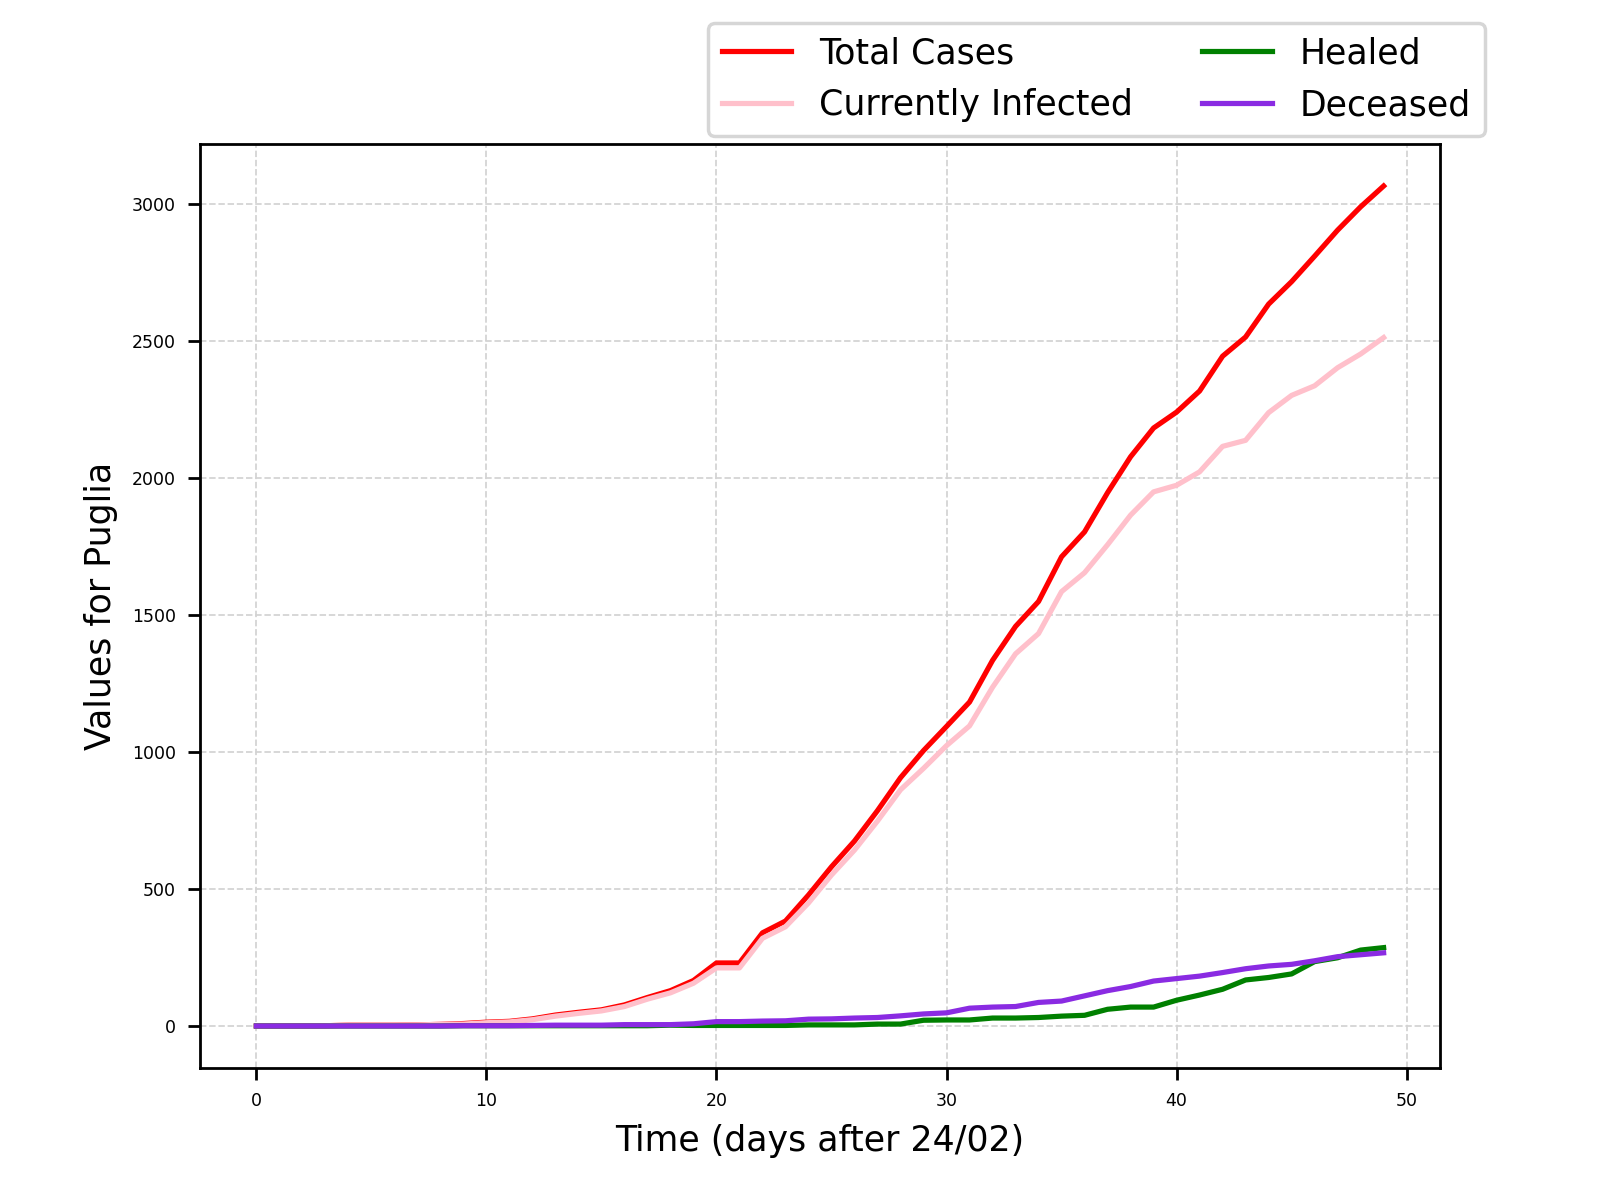 Total Cases
Currently Infected
Healed
Deceased
Values for Puglia
3000
2500
2000
1500
1000
500
0
0 10 20 30 40 50
Time (days after 24/02)